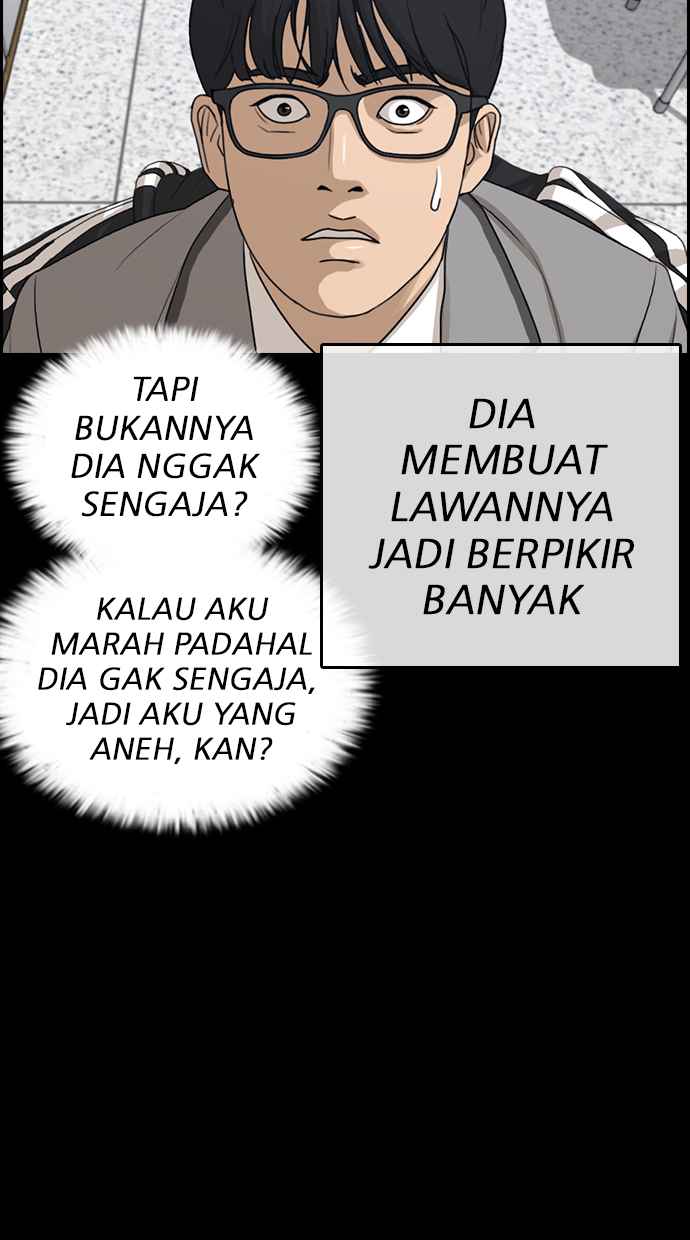 TAPI
BUKANNYA
DIA NGGAK
SENGAJA?
DIA
MEMBUAT
LAWANNYA
JADI BERPIKIR
BANYAK
KALAU AKU
MARAH PADAHAL
DIA GAK SENGAJA,
JADI AKU YANG
ANEH, KAN?